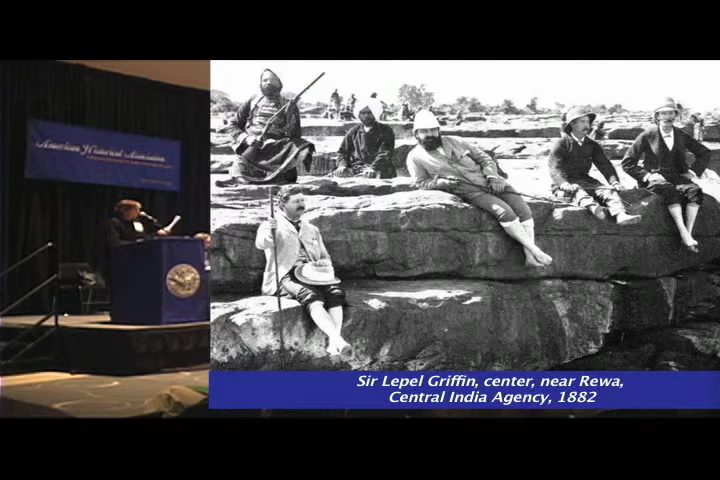 American Historical Association
Sir Lepel Griffin, center, near Rewa,
Central India Agency, 1882